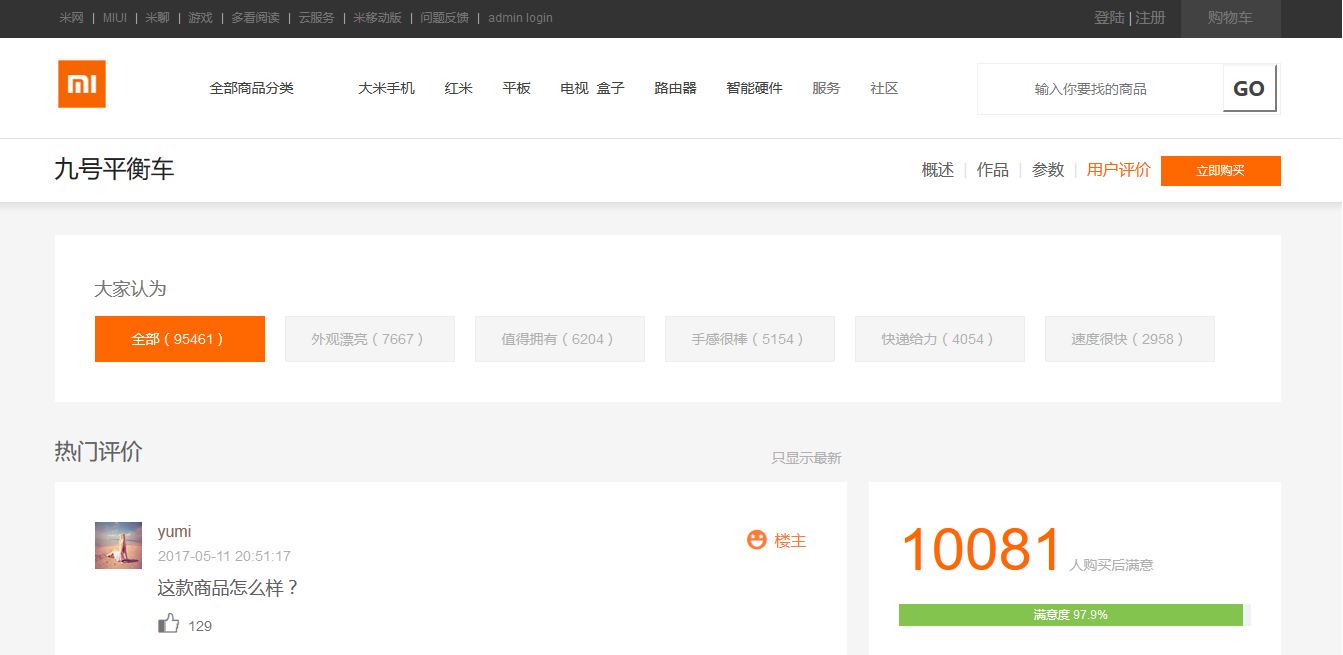 米网 | MIUI | 米聊 | 游戏 | 多看阅读 | 云服务 | 米移动版 | 问题反馈 | admin login 登陆 | 注册 购物车
mi 全部商品分类 大米手机 红米 平板 电视 盒子 路由器 智能硬件 服务 社区 输入你要找的商品 GO
九号平衡车 概述 | 作品 | 参数 | 用户评价 立即购买
大家认为
全部（95461） 外观漂亮（7667） 值得拥有（6204） 手感很棒（5154） 快递给力（4054） 速度很快（2958）
热门评价 只显示最新
yumi 楼主
2017-05-11 20:51:17
这款商品怎么样？
129
10081 人购买后满意
满意度 97.9%